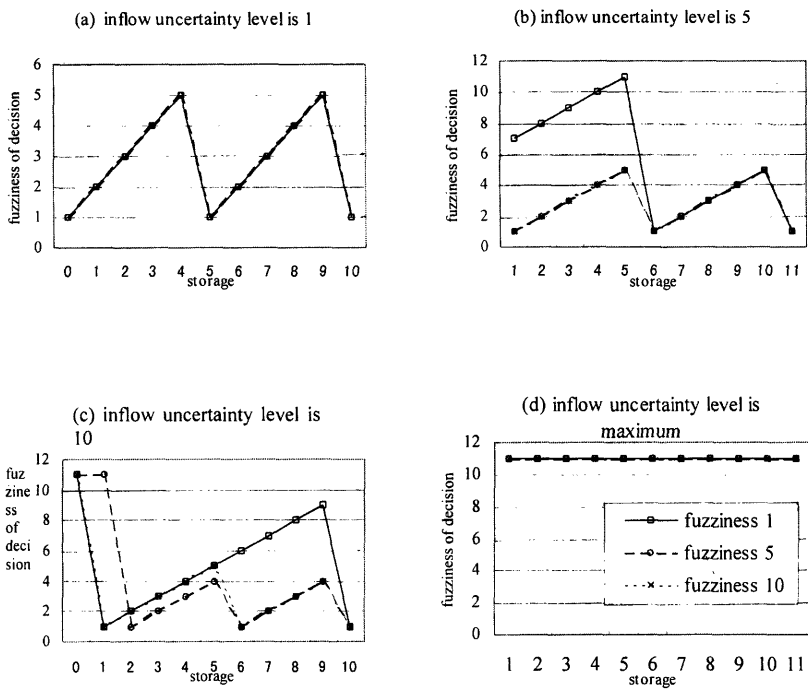 (a) inflow uncertainty level is 1
6
5
4
3
2
1
0
fuzziness of decision
0 1 2 3 4 5 6 7 8 9 10
storage
(b) inflow uncertainty level is 5
12
10
8
6
4
2
0
fuzziness of decision
1 2 3 4 5 6 7 8 9 10 11
storage
(c) inflow uncertainty level is
10
12
10
8
6
4
2
0
fuz
zine
ss
of
deci
sion
0 1 2 3 4 5 6 7 8 9 10
storage
(d) inflow uncertainty level is
maximum
12
10
8
6
4
2
0
fuzziness of decision
fuzziness 1
fuzziness 5
fuzziness 10
1 2 3 4 5 6 7 8 9 10 11
storage